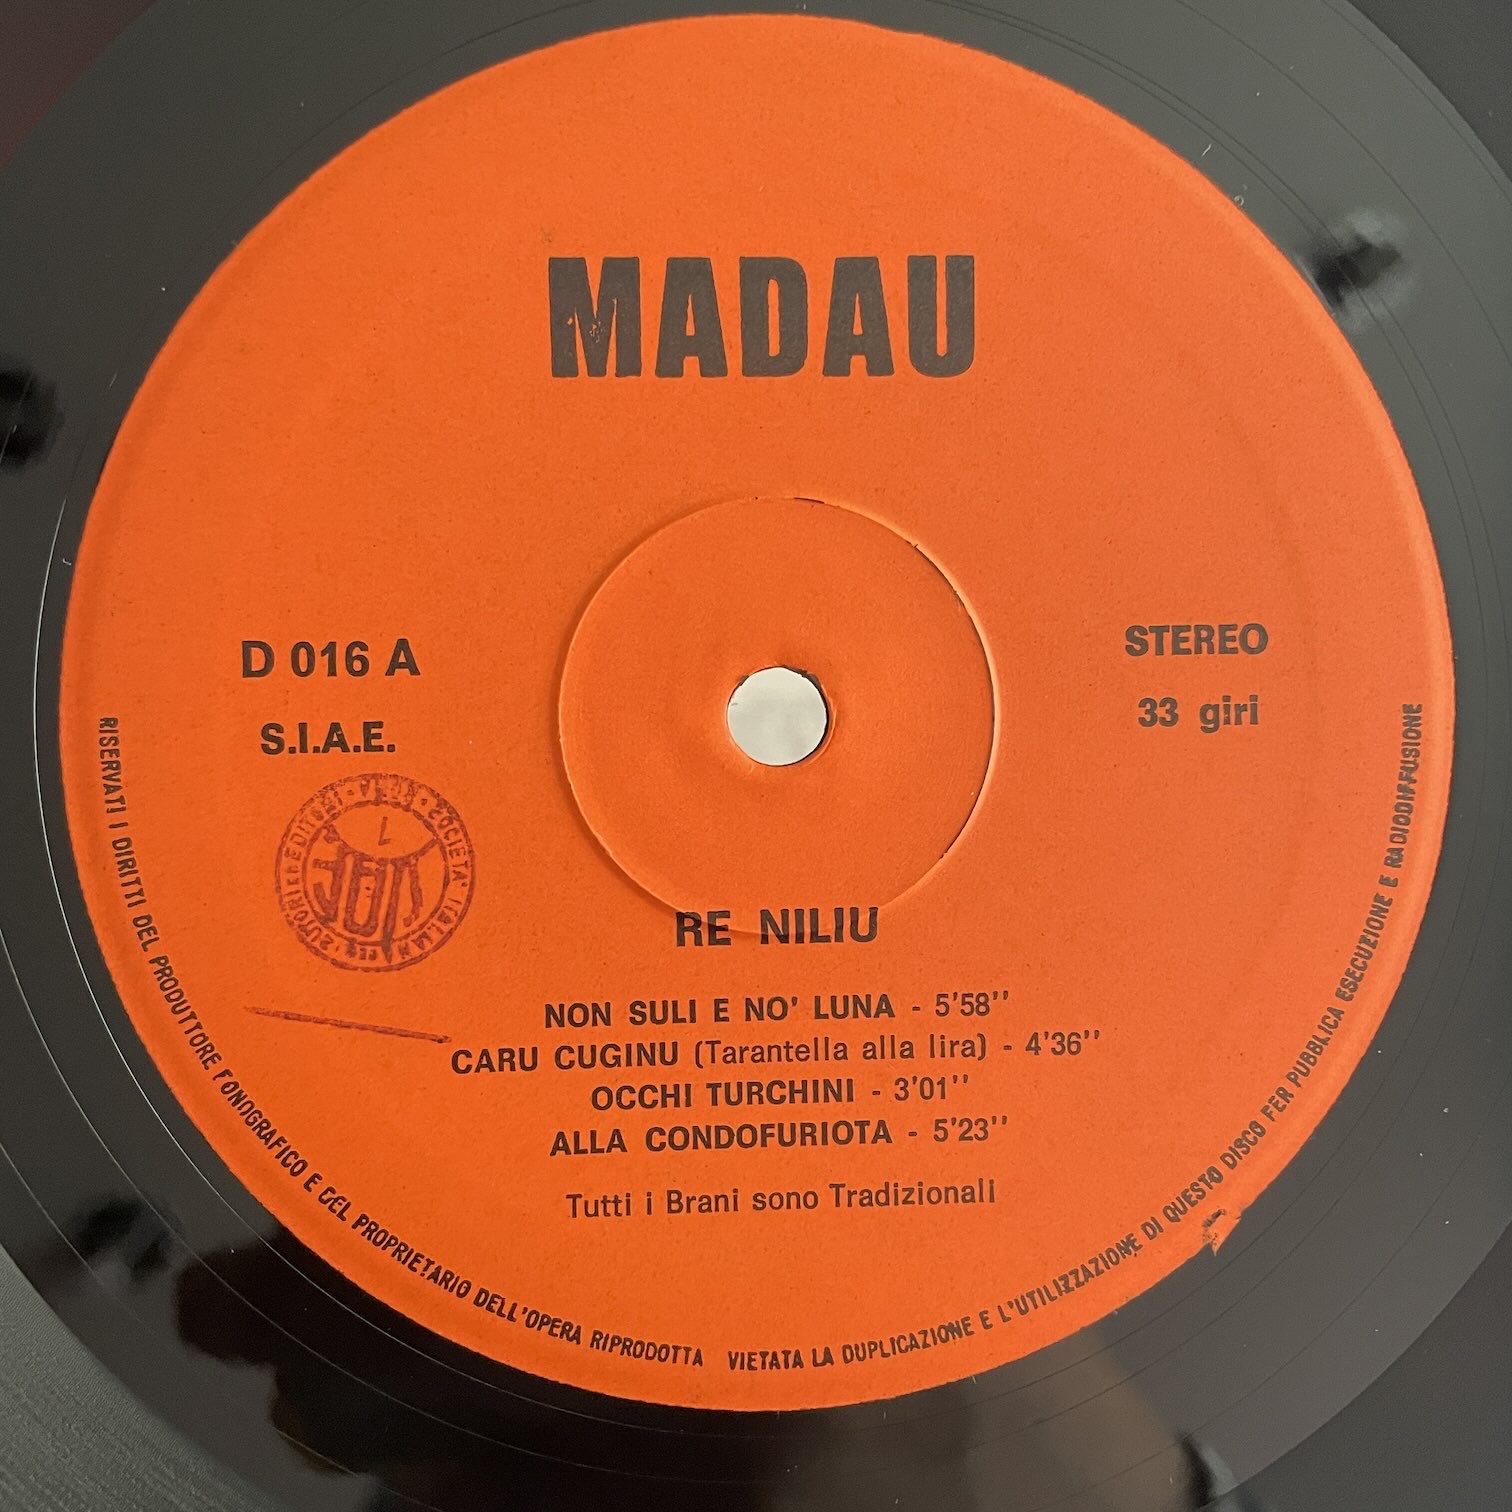 MADAU
D 016 A
S.I.A.E.
STEREO
33 giri
RE NILIU
NON SULI E NO' LUNA - 5'58''
CARU CUGINU (Tarantella alla lira) - 4'36''
OCCHI TURCHINI - 3'01''
ALLA CONDOFURIOTA - 5'23''
Tutti i Brani sono Tradizionali
RISERVATI I DIRITTI DEL PRODUTTORE FONOGRAFICO E DEL PROPRIETARIO DELL'OPERA RIPRODOTTA VIETATA LA DUPLICAZIONE E L'UTILIZZAZIONE DI QUESTO DISCO FER PUBBLICA ESECUZIONE E RADIODIFFUSIONE